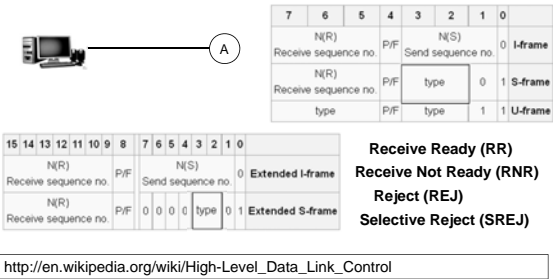 A
7 6 5 4 3 2 1 0
N(R) Receive sequence no. P/F N(S) Send sequence no. 0 I-frame
N(R) Receive sequence no. P/F type 0 1 S-frame
type P/F type 1 1 U-frame
15 14 13 12 11 10 9 8 7 6 5 4 3 2 1 0
N(R) Receive sequence no. P/F N(S) Send sequence no. 0 Extended I-frame
N(R) Receive sequence no. P/F 0 0 0 0 type 0 1 Extended S-frame
Receive Ready (RR)
Receive Not Ready (RNR)
Reject (REJ)
Selective Reject (SREJ)
http://en.wikipedia.org/wiki/High-Level_Data_Link_Control